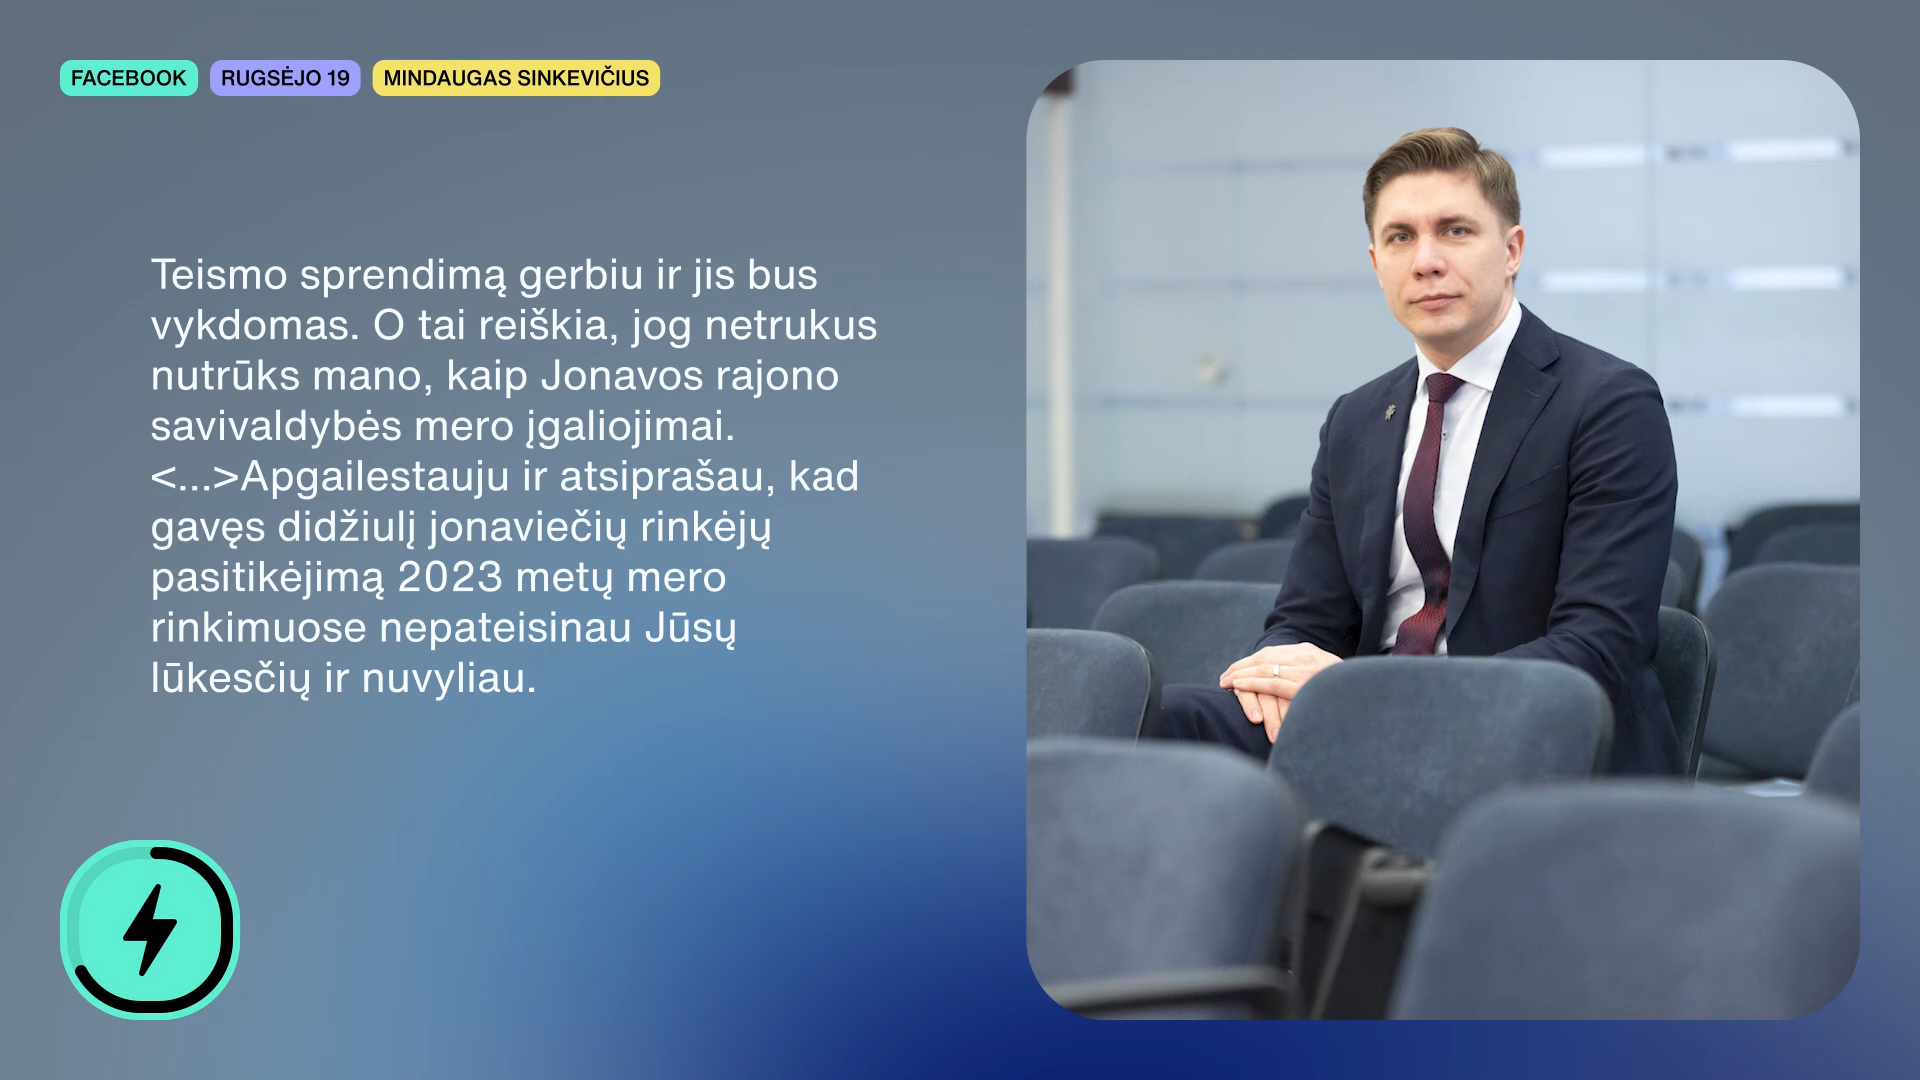 FACEBOOK
RUGSĖJO 19
MINDAUGAS SINKEVIČIUS
Teismo sprendimą gerbiu ir jis bus
vykdomas. O tai reiškia, jog netrukus
nutrūks mano, kaip Jonavos rajono
savivaldybės mero įgaliojimai.
<...>Apgailestauju ir atsiprašau, kad
gavęs didžiulį jonaviečių rinkėjų
pasitikėjimą 2023 metų mero
rinkimuose nepateisinau Jūsų
lūkesčių ir nuvyliau.